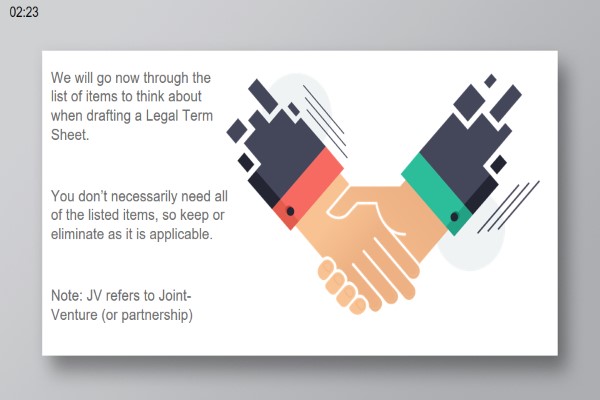 02:23
We will go now through the
list of items to think about
when drafting a Legal Term
Sheet.
You don’t necessarily need all
of the listed items, so keep or
eliminate as it is applicable.
Note: JV refers to Joint-
Venture (or partnership)